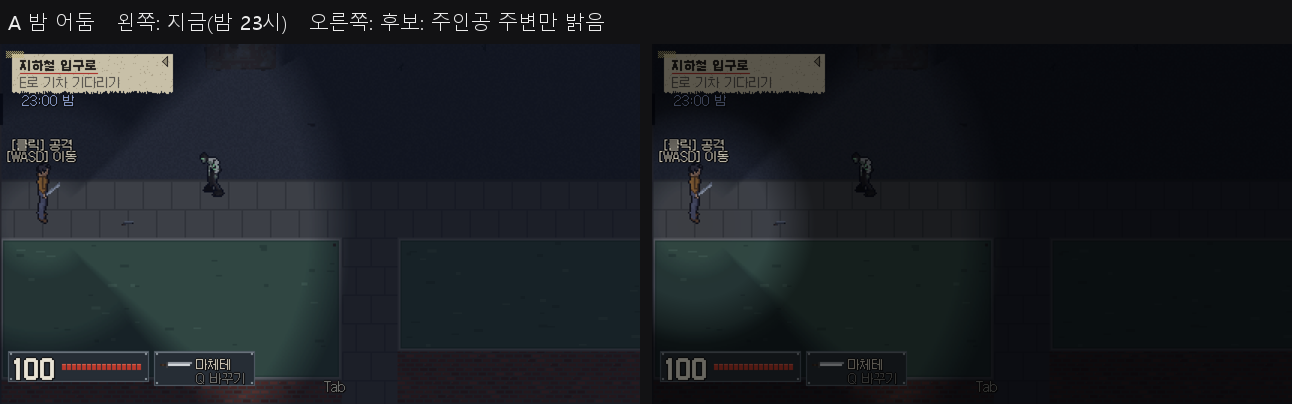 A 밤 어둠 왼쪽: 지금(밤 23시) 오른쪽: 후보: 주인공 주변만 밝음
지하철 입구로
E로 기차 기다리기
23:00 밤
[클릭] 공격
[WASD] 이동
100
마체테
Q 바꾸기
Tab
지하철 입구로
E로 기차 기다리기
23:00 밤
[클릭] 공격
[WASD] 이동
100
마체테
Q 바꾸기
Tab